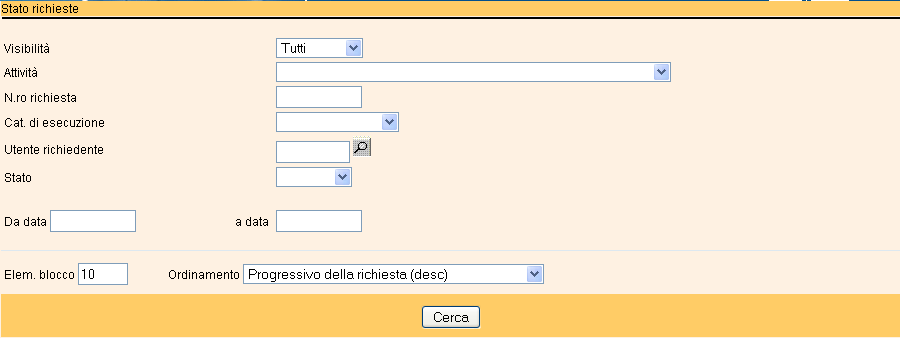 Stato richieste
Visibilità Tutti
Attività
N.ro richiesta
Cat. di esecuzione
Utente richiedente
Stato
Da data a data
Elem. blocco 10 Ordinamento Progressivo della richiesta (desc)
Cerca